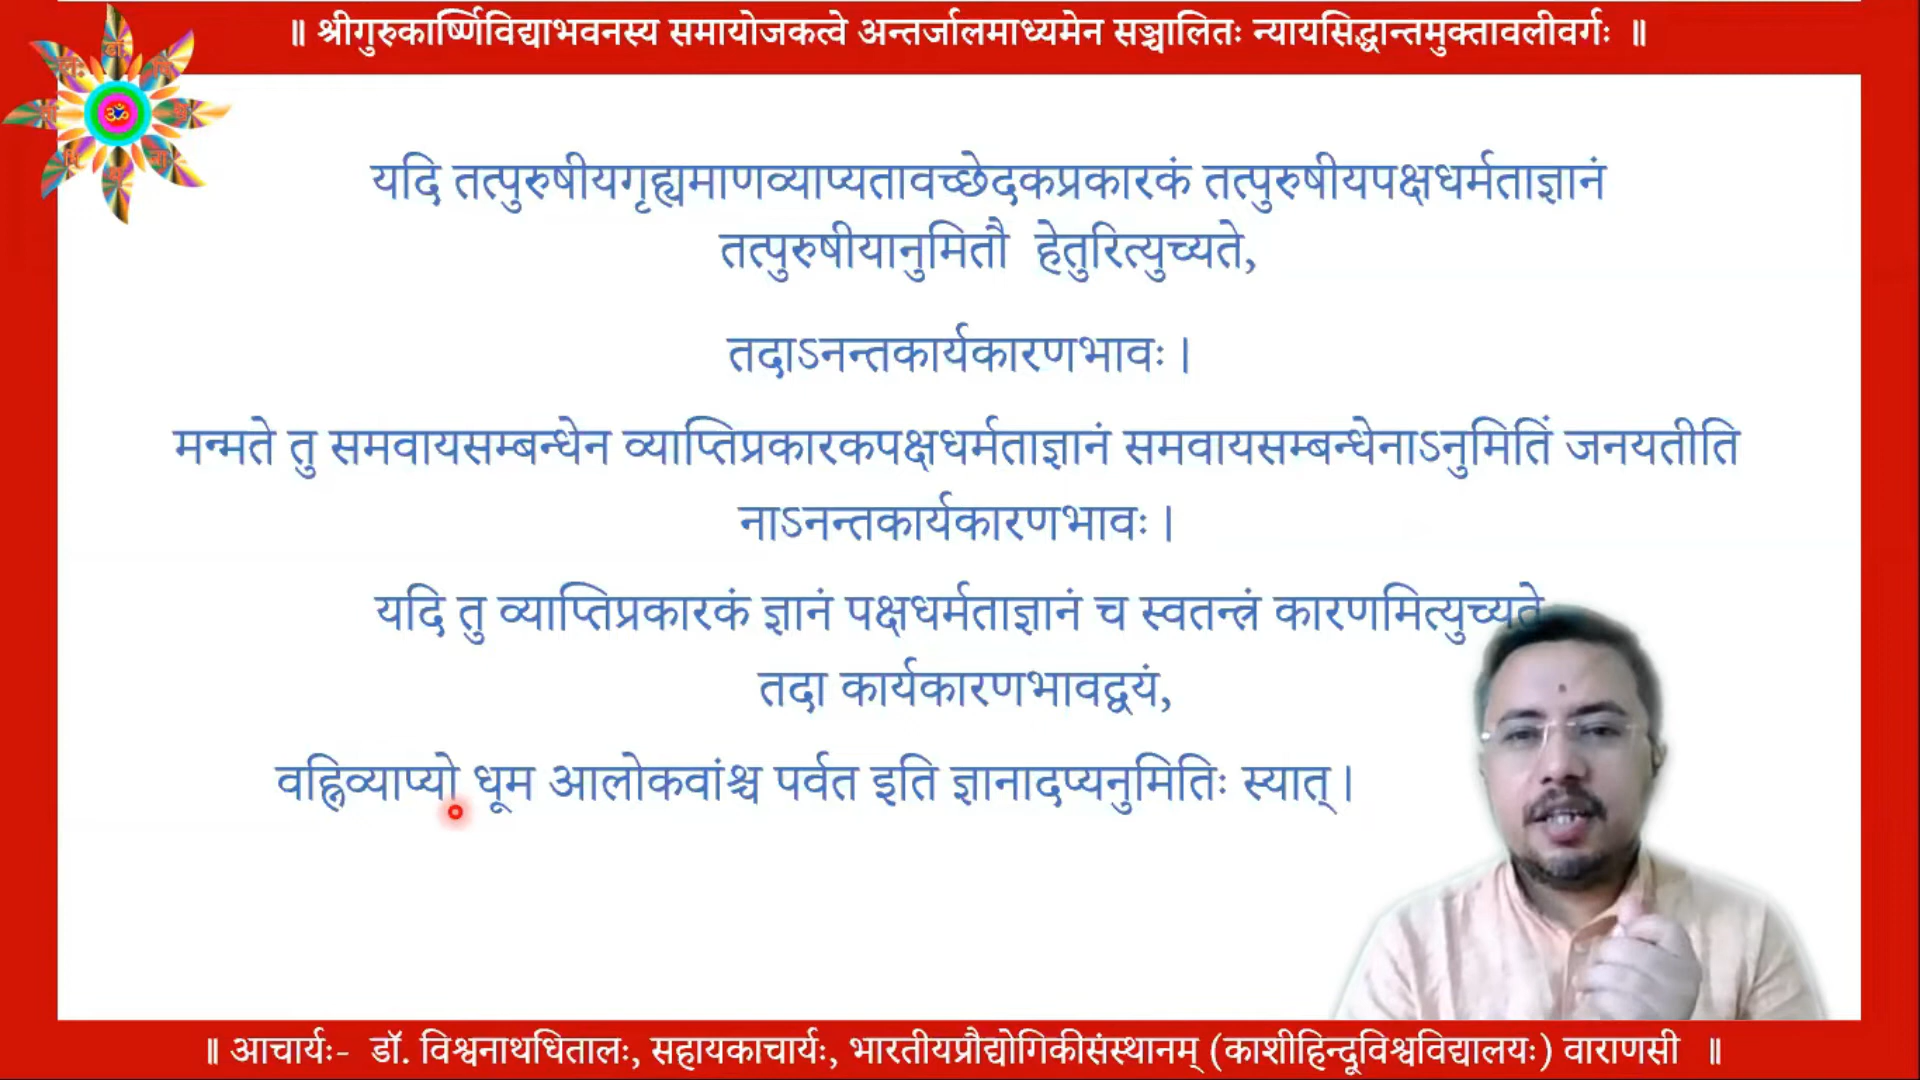 ॥ श्रीगुरुकार्ष्णिविद्याभवनस्य समायोजकत्वे अन्तर्जालमाध्यमेन सञ्चालितः न्यायसिद्धान्तमुक्तावलीवर्गः ॥
ॐ
यदि तत्पुरुषीयगृह्यमाणव्याप्यतावच्छेदकप्रकारकं तत्पुरुषीयपक्षधर्मताज्ञानं
तत्पुरुषीयानुमितौ हेतुरित्युच्यते,
तदाऽनन्तकार्यकारणभावः ।
मन्मते तु समवायसम्बन्धेन व्याप्तिप्रकारकपक्षधर्मताज्ञानं समवायसम्बन्धेनाऽनुमितिं जनयतीति
नाऽनन्तकार्यकारणभावः ।
यदि तु व्याप्तिप्रकारकं ज्ञानं पक्षधर्मताज्ञानं च स्वतन्त्रं कारणमित्युच्यते
तदा कार्यकारणभावद्वयं,
वह्निव्याप्यो धूम आलोकवांश्च पर्वत इति ज्ञानादप्यनुमितिः स्यात् ।
॥ आचार्यः- डॉ. विश्वनाथधितालः, सहायकाचार्यः, भारतीयप्रौद्योगिकीसंस्थानम् (काशीहिन्दूविश्वविद्यालयः) वाराणसी ॥